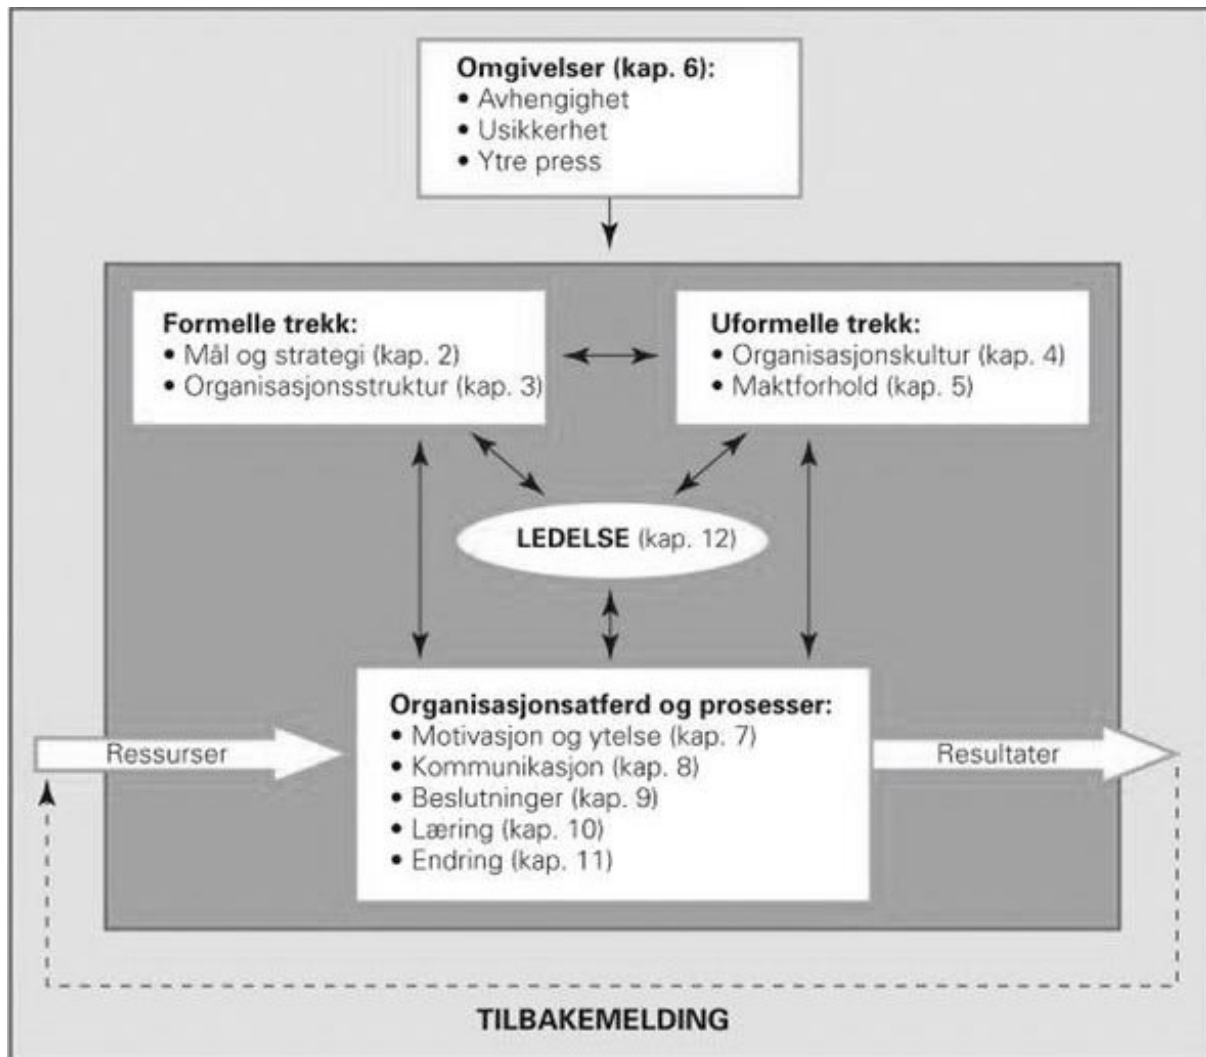 Omgivelser (kap. 6):
• Avhengighet
• Usikkerhet
• Ytre press
Formelle trekk:
• Mål og strategi (kap. 2)
• Organisasjonsstruktur (kap. 3)
Uformelle trekk:
• Organisasjonskultur (kap. 4)
• Maktforhold (kap. 5)
LEDELSE (kap. 12)
Organisasjonsatferd og prosesser:
• Motivasjon og ytelse (kap. 7)
• Kommunikasjon (kap. 8)
• Beslutninger (kap. 9)
• Læring (kap. 10)
• Endring (kap. 11)
Ressurser
Resultater
TILBAKEMELDING